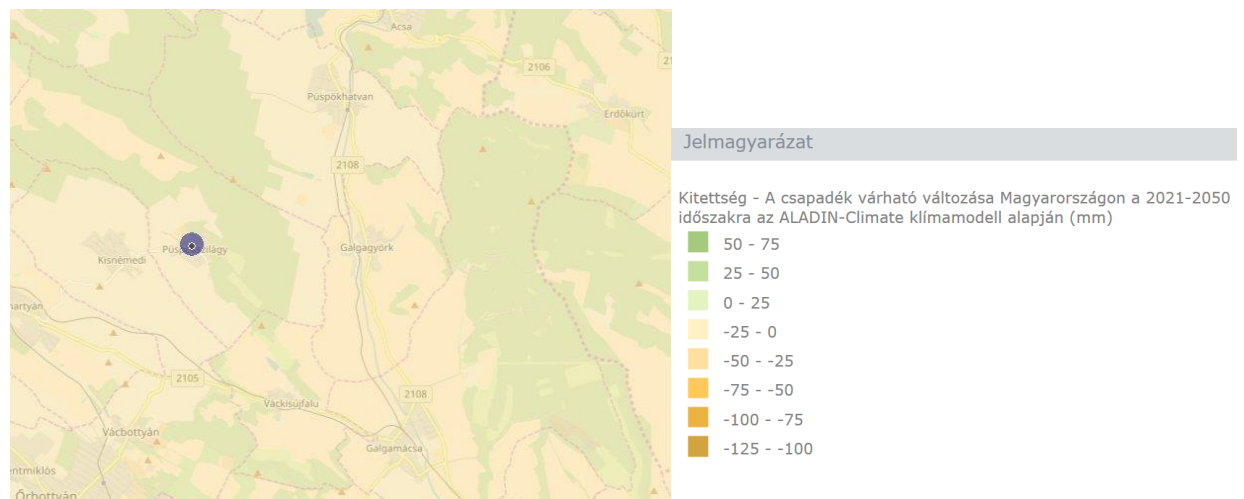 Acsa
2106
21
Püspökhatvan
Erdőkürt
2108
Galgagyörk
Kisnémedi
2105
2108
Váckisújfalu
Vácbottyán
Galgamácsa
Őrbottyán
Jelmagyarázat
Kitettség - A csapadék várható változása Magyarországon a 2021-2050
időszakra az ALADIN-Climate klímamodell alapján (mm)
50 - 75
25 - 50
0 - 25
-25 - 0
-50 - -25
-75 - -50
-100 - -75
-125 - -100